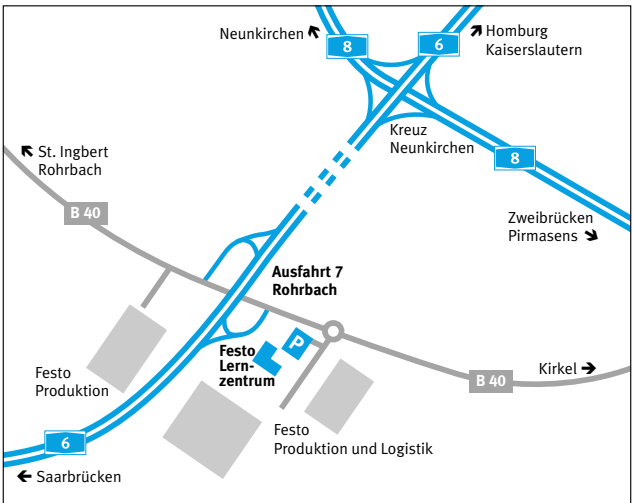 Neunkirchen
Homburg
Kaiserslautern
8
6
Kreuz
Neunkirchen
8
St. Ingbert
Rohrbach
B 40
Zweibrücken
Pirmasens
Ausfahrt 7
Rohrbach
P
Festo
Lern-
zentrum
Festo
Produktion
Kirkel
B 40
Festo
Produktion und Logistik
6
Saarbrücken